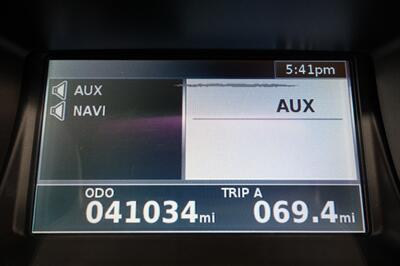 5:41pm
AUX
NAVI
AUX
ODO TRIP A
041034mi 069.4mi